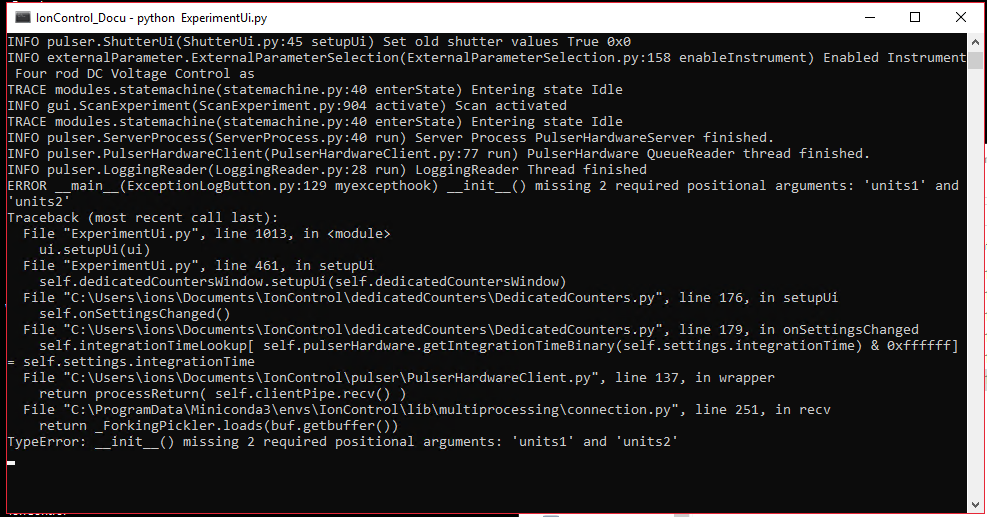 IonControl_Docu - python  ExperimentUi.py
INFO pulser.ShutterUi(ShutterUi.py:45 setupUi) Set old shutter values True 0x0
INFO externalParameter.ExternalParameterSelection(ExternalParameterSelection.py:158 enableInstrument) Enabled Instrument
 Four rod DC Voltage Control as
TRACE modules.statemachine(statemachine.py:40 enterState) Entering state Idle
INFO gui.ScanExperiment(ScanExperiment.py:904 activate) Scan activated
TRACE modules.statemachine(statemachine.py:40 enterState) Entering state Idle
INFO pulser.ServerProcess(ServerProcess.py:40 run) Server Process PulserHardwareServer finished.
INFO pulser.PulserHardwareClient(PulserHardwareClient.py:77 run) PulserHardware QueueReader thread finished.
INFO pulser.LoggingReader(LoggingReader.py:28 run) LoggingReader Thread finished
ERROR __main__(ExceptionLogButton.py:129 myexcepthook) __init__() missing 2 required positional arguments: 'units1' and
'units2'
Traceback (most recent call last):
  File "ExperimentUi.py", line 1013, in <module>
    ui.setupUi(ui)
  File "ExperimentUi.py", line 461, in setupUi
    self.dedicatedCountersWindow.setupUi(self.dedicatedCountersWindow)
  File "C:\Users\ions\Documents\IonControl\dedicatedCounters\DedicatedCounters.py", line 176, in setupUi
    self.onSettingsChanged()
  File "C:\Users\ions\Documents\IonControl\dedicatedCounters\DedicatedCounters.py", line 179, in onSettingsChanged
    self.integrationTimeLookup[ self.pulserHardware.getIntegrationTimeBinary(self.settings.integrationTime) & 0xffffff]
= self.settings.integrationTime
  File "C:\Users\ions\Documents\IonControl\pulser\PulserHardwareClient.py", line 137, in wrapper
    return processReturn( self.clientPipe.recv() )
  File "C:\ProgramData\Miniconda3\envs\IonControl\lib\multiprocessing\connection.py", line 251, in recv
    return _ForkingPickler.loads(buf.getbuffer())
TypeError: __init__() missing 2 required positional arguments: 'units1' and 'units2'